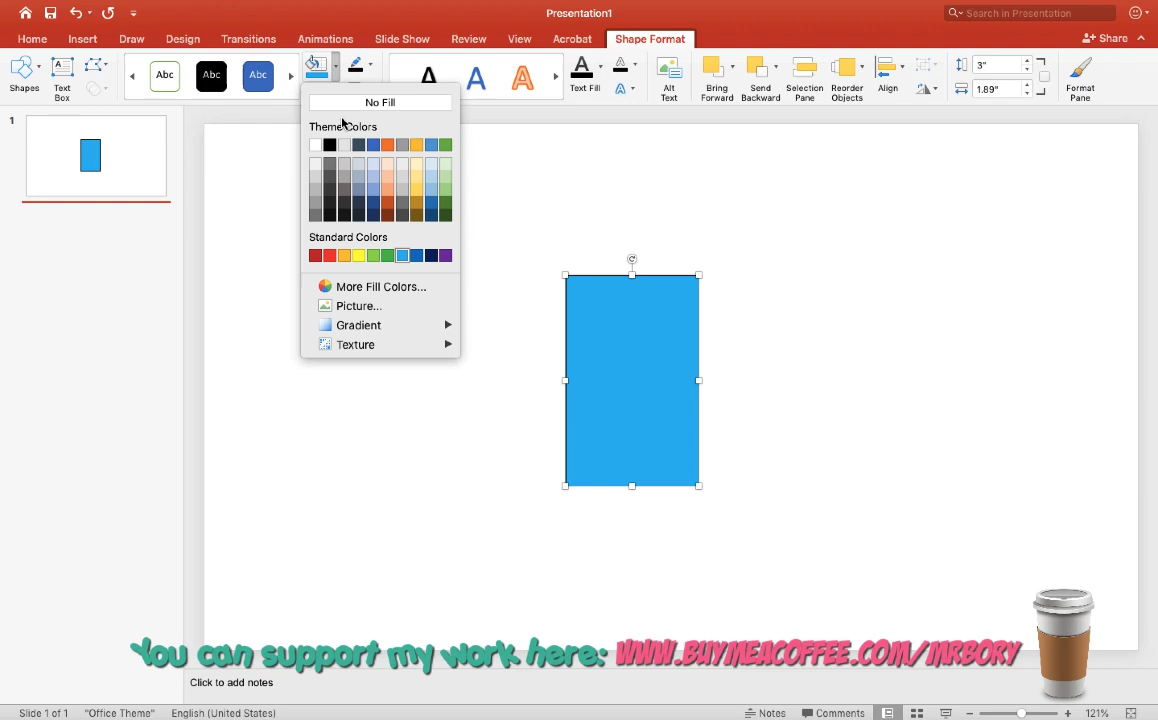 Presentation1
Search in Presentation
Home Insert Draw Design Transitions Animations Slide Show Review View Acrobat Shape Format
Share
Shapes
Text Box
Abc Abc Abc
A A A
Text Fill
Alt Text
Bring Forward
Send Backward
Selection Pane
Reorder Objects
Align
3"
1.89"
Format Pane
No Fill
Theme Colors
Standard Colors
More Fill Colors...
Picture...
Gradient
Texture
1
You can support my work here: WWW.BUYMEACOFFEE.COM/MRBORY
Click to add notes
Slide 1 of 1 "Office Theme" English (United States) Notes Comments 121%